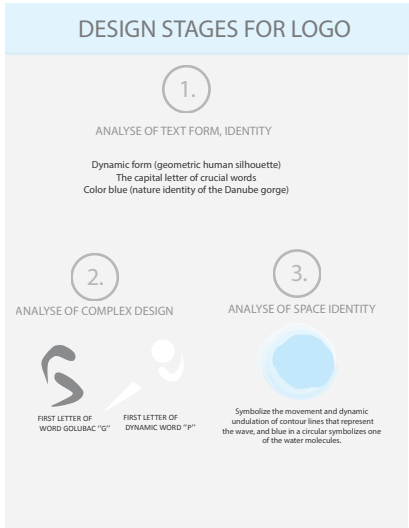 DESIGN STAGES FOR LOGO
1.
ANALYSE OF TEXT FORM, IDENTITY
Dynamic form (geometric human silhouette)
The capital letter of crucial words
Color blue (nature identity of the Danube gorge)
2.
ANALYSE OF COMPLEX DESIGN
FIRST LETTER OF
WORD GOLUBAC "G"
FIRST LETTER OF
DYNAMIC WORD "P"
3.
ANALYSE OF SPACE IDENTITY
Symbolize the movement and dynamic
undulation of contour lines that represent
the wave, and blue in a circular symbolizes one
of the water molecules.